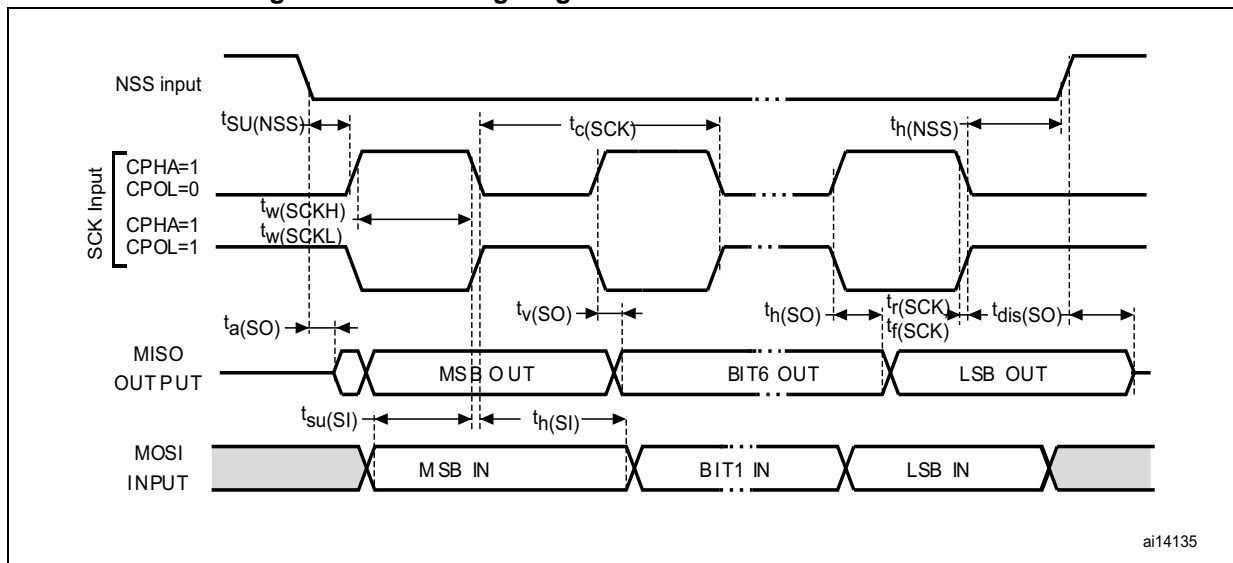 NSS input
tSU(NSS)
tc(SCK)
th(NSS)
SCK Input
CPHA=1
CPOL=0
tw(SCKH)
CPHA=1
tw(SCKL)
CPOL=1
ta(SO)
tv(SO)
th(SO)
tr(SCK)
tf(SCK)
tdis(SO)
MISO
OUTPUT
MSB OUT
BIT6 OUT
LSB OUT
tsu(SI)
th(SI)
MOSI
INPUT
MSB IN
BIT1 IN
LSB IN
ai14135